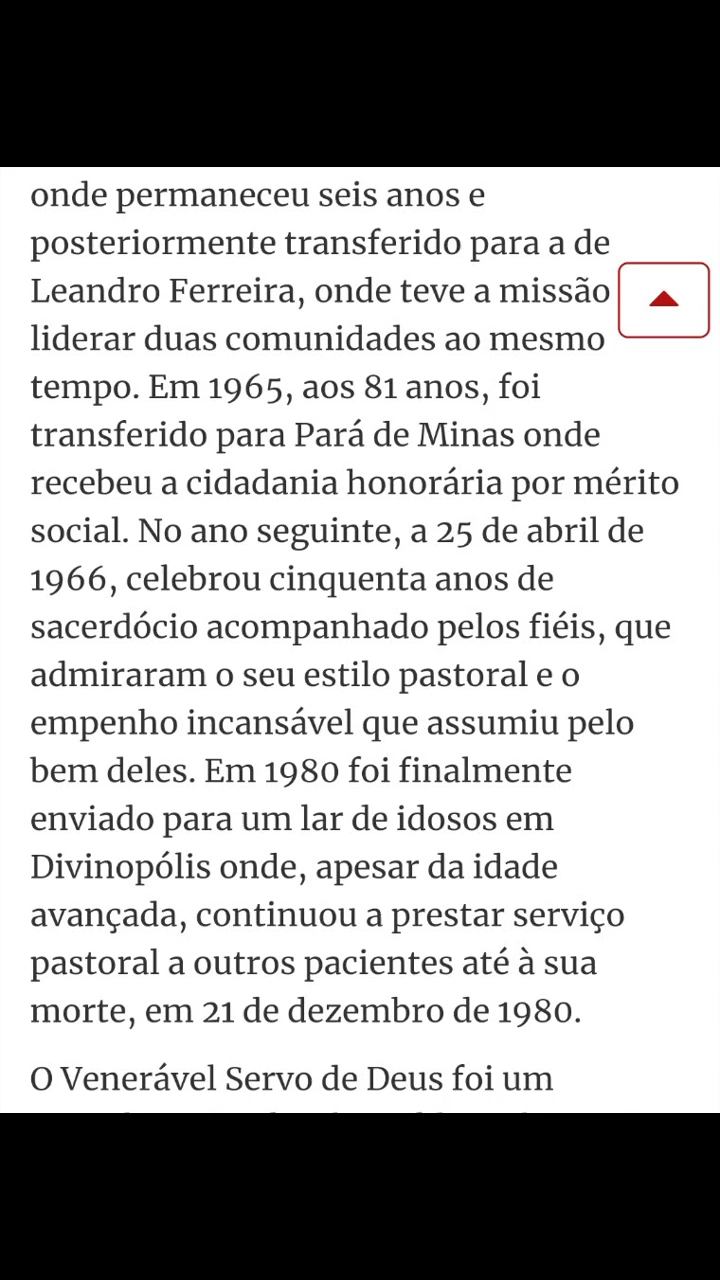 onde permaneceu seis anos e
posteriormente transferido para a de
Leandro Ferreira, onde teve a missão
liderar duas comunidades ao mesmo
tempo. Em 1965, aos 81 anos, foi
transferido para Pará de Minas onde
recebeu a cidadania honorária por mérito
social. No ano seguinte, a 25 de abril de
1966, celebrou cinquenta anos de
sacerdócio acompanhado pelos fiéis, que
admiraram o seu estilo pastoral e o
empenho incansável que assumiu pelo
bem deles. Em 1980 foi finalmente
enviado para um lar de idosos em
Divinopólis onde, apesar da idade
avançada, continuou a prestar serviço
pastoral a outros pacientes até à sua
morte, em 21 de dezembro de 1980.
O Venerável Servo de Deus foi um